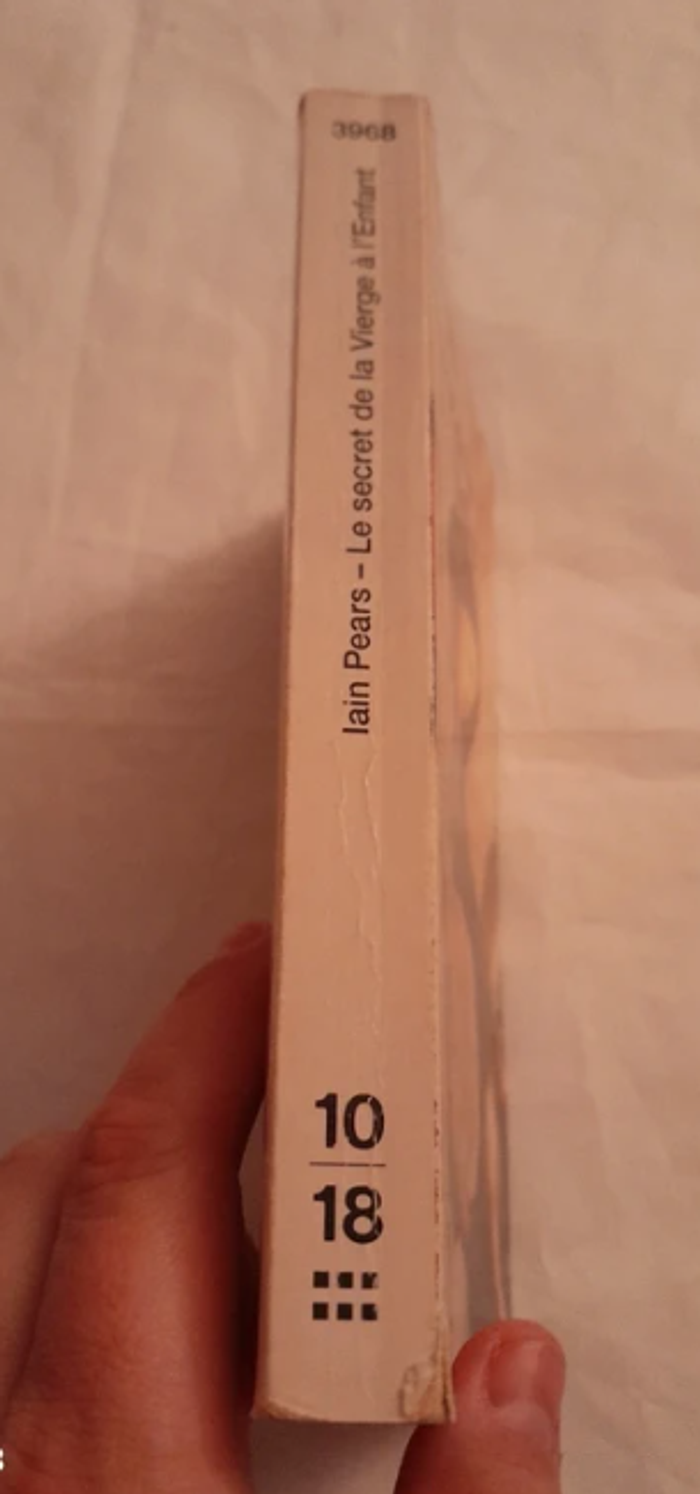 3968
Iain Pears – Le secret de la Vierge à l'Enfant
10
18